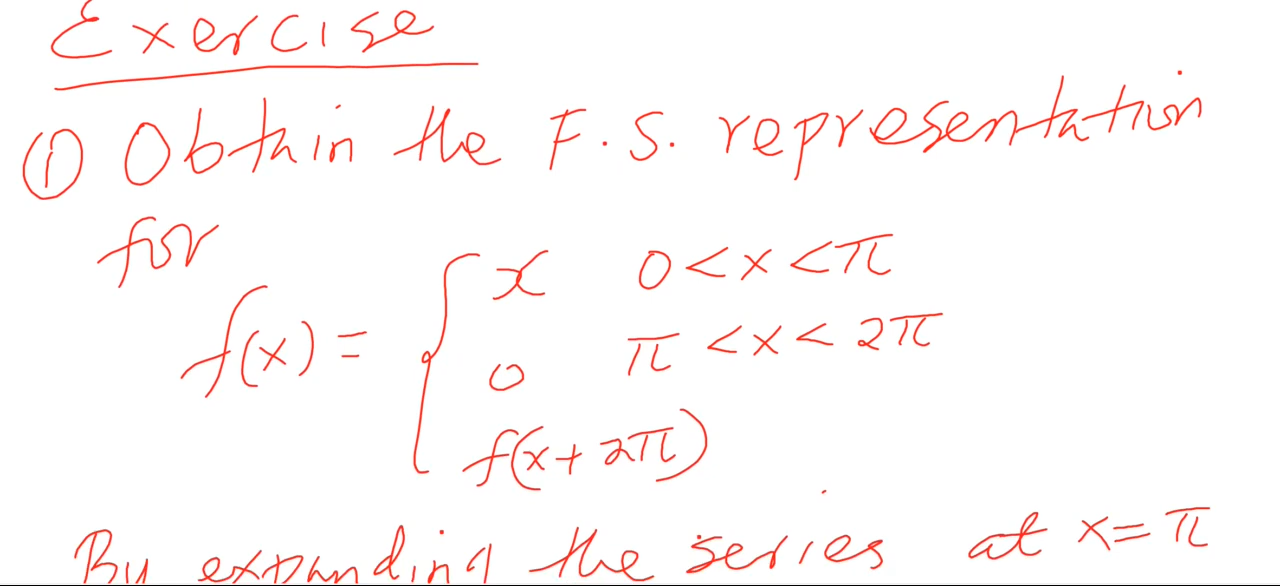 Exercise
① Obtain the F.S. representation
for
f(x) = { x 0<x<π
0 π<x<2π
f(x+2π)
By expanding the series at x=π